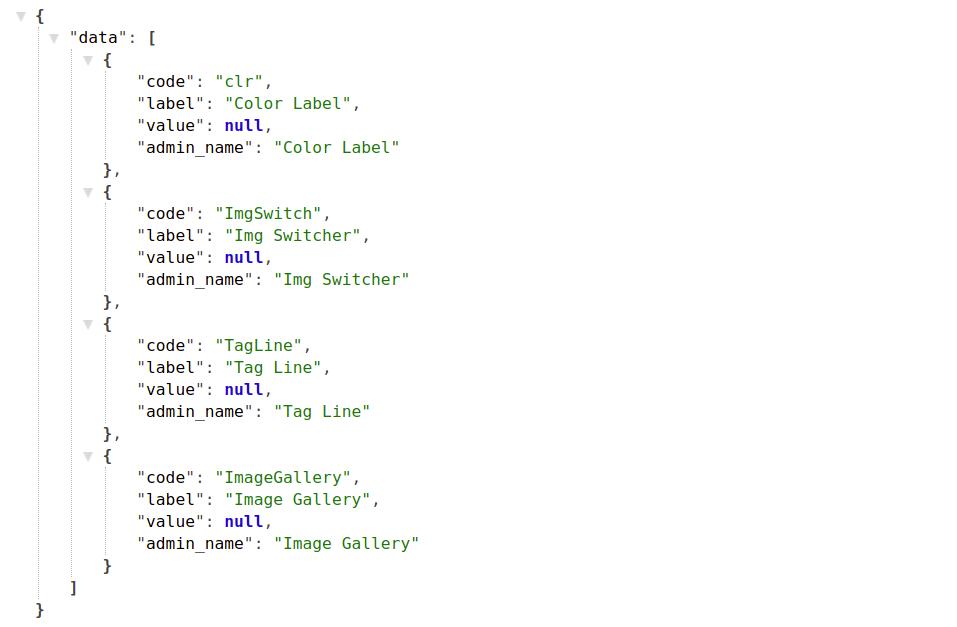 {
"data": [
{
"code": "clr",
"label": "Color Label",
"value": null,
"admin_name": "Color Label"
},
{
"code": "ImgSwitch",
"label": "Img Switcher",
"value": null,
"admin_name": "Img Switcher"
},
{
"code": "TagLine",
"label": "Tag Line",
"value": null,
"admin_name": "Tag Line"
},
{
"code": "ImageGallery",
"label": "Image Gallery",
"value": null,
"admin_name": "Image Gallery"
}
]
}